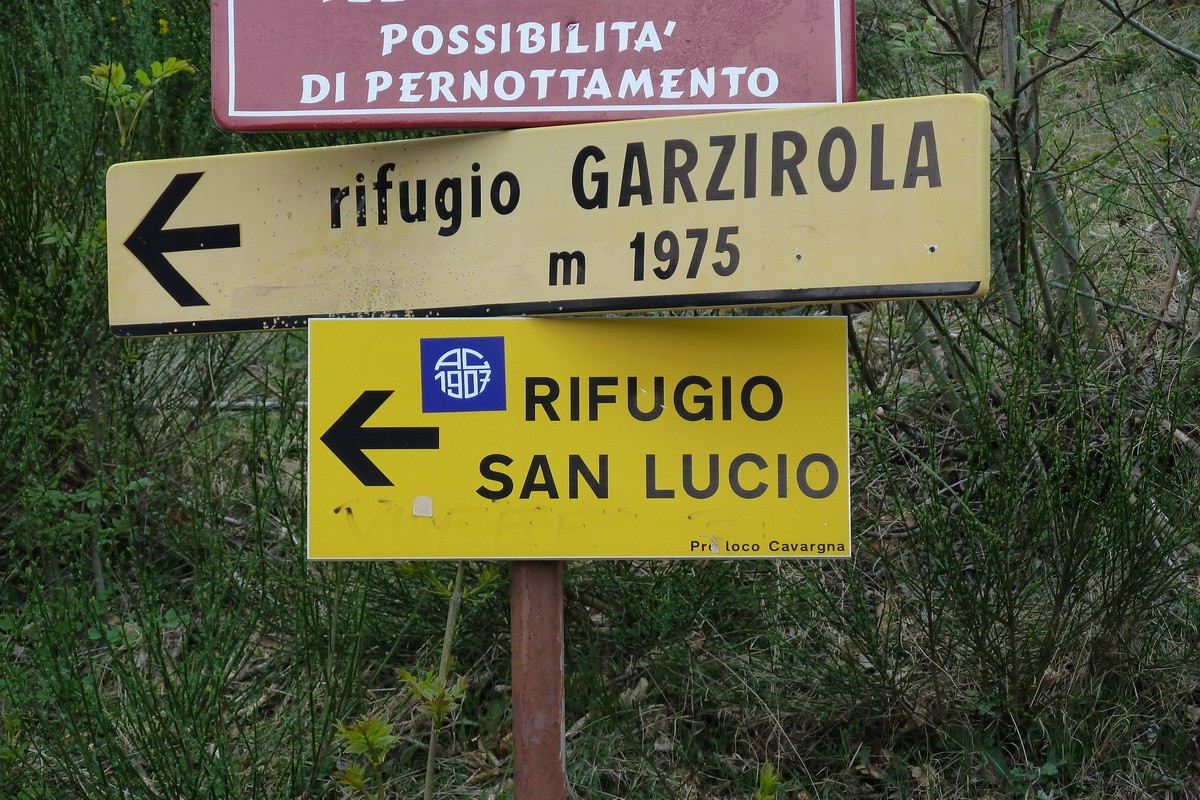 POSSIBILITA'
DI PERNOTTAMENTO
rifugio GARZIROLA
m 1975
AC
1907
RIFUGIO
SAN LUCIO
Pro loco Cavargna